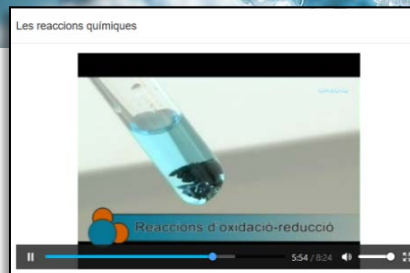 Les reaccions químiques
Reaccions d'oxidació-reducció
5:54 / 8:24